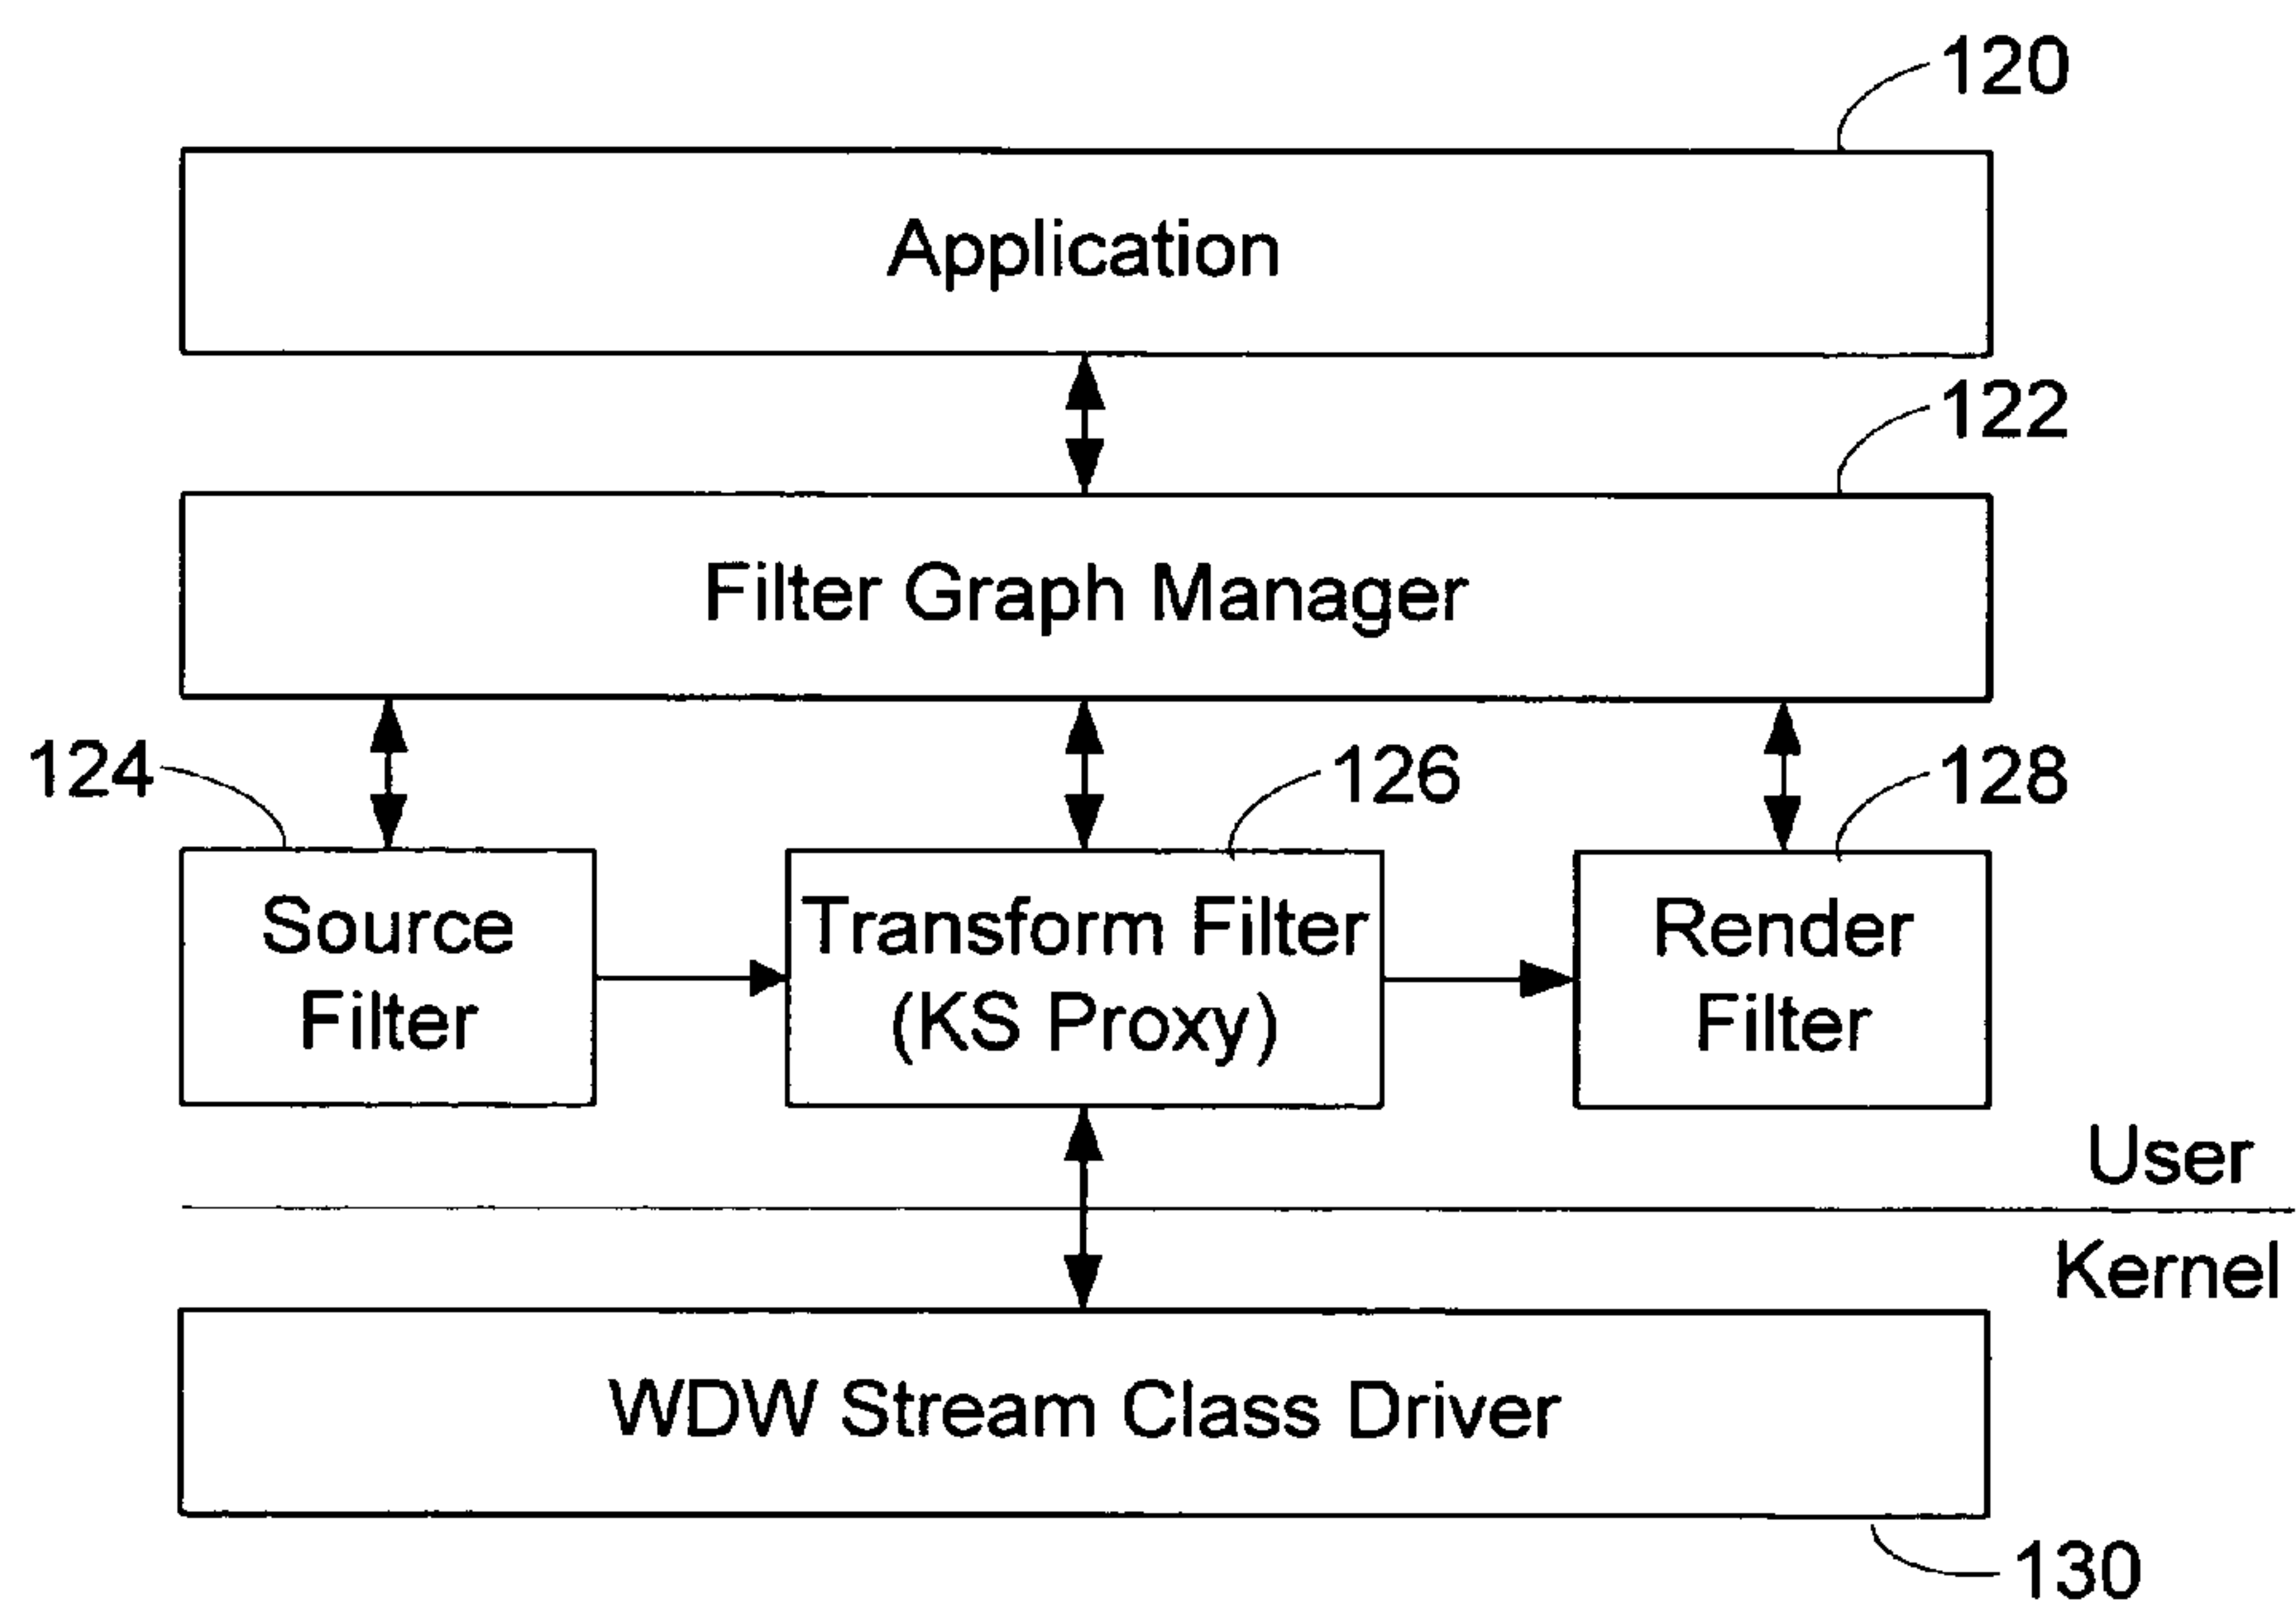 120
Application
122
Filter Graph Manager
124
126
128
Source
Filter
Transform Filter
(KS Proxy)
Render
Filter
User
Kernel
WDW Stream Class Driver
130